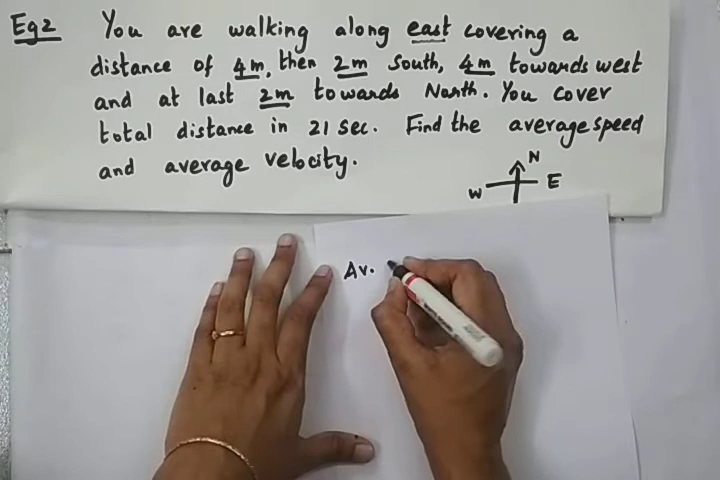 Eg2 You are walking along east covering a
distance of 4m, then 2m South, 4m towards west
and at last 2m towards North. You cover
total distance in 21 sec. Find the average speed
and average velocity.
N
W E
Av.